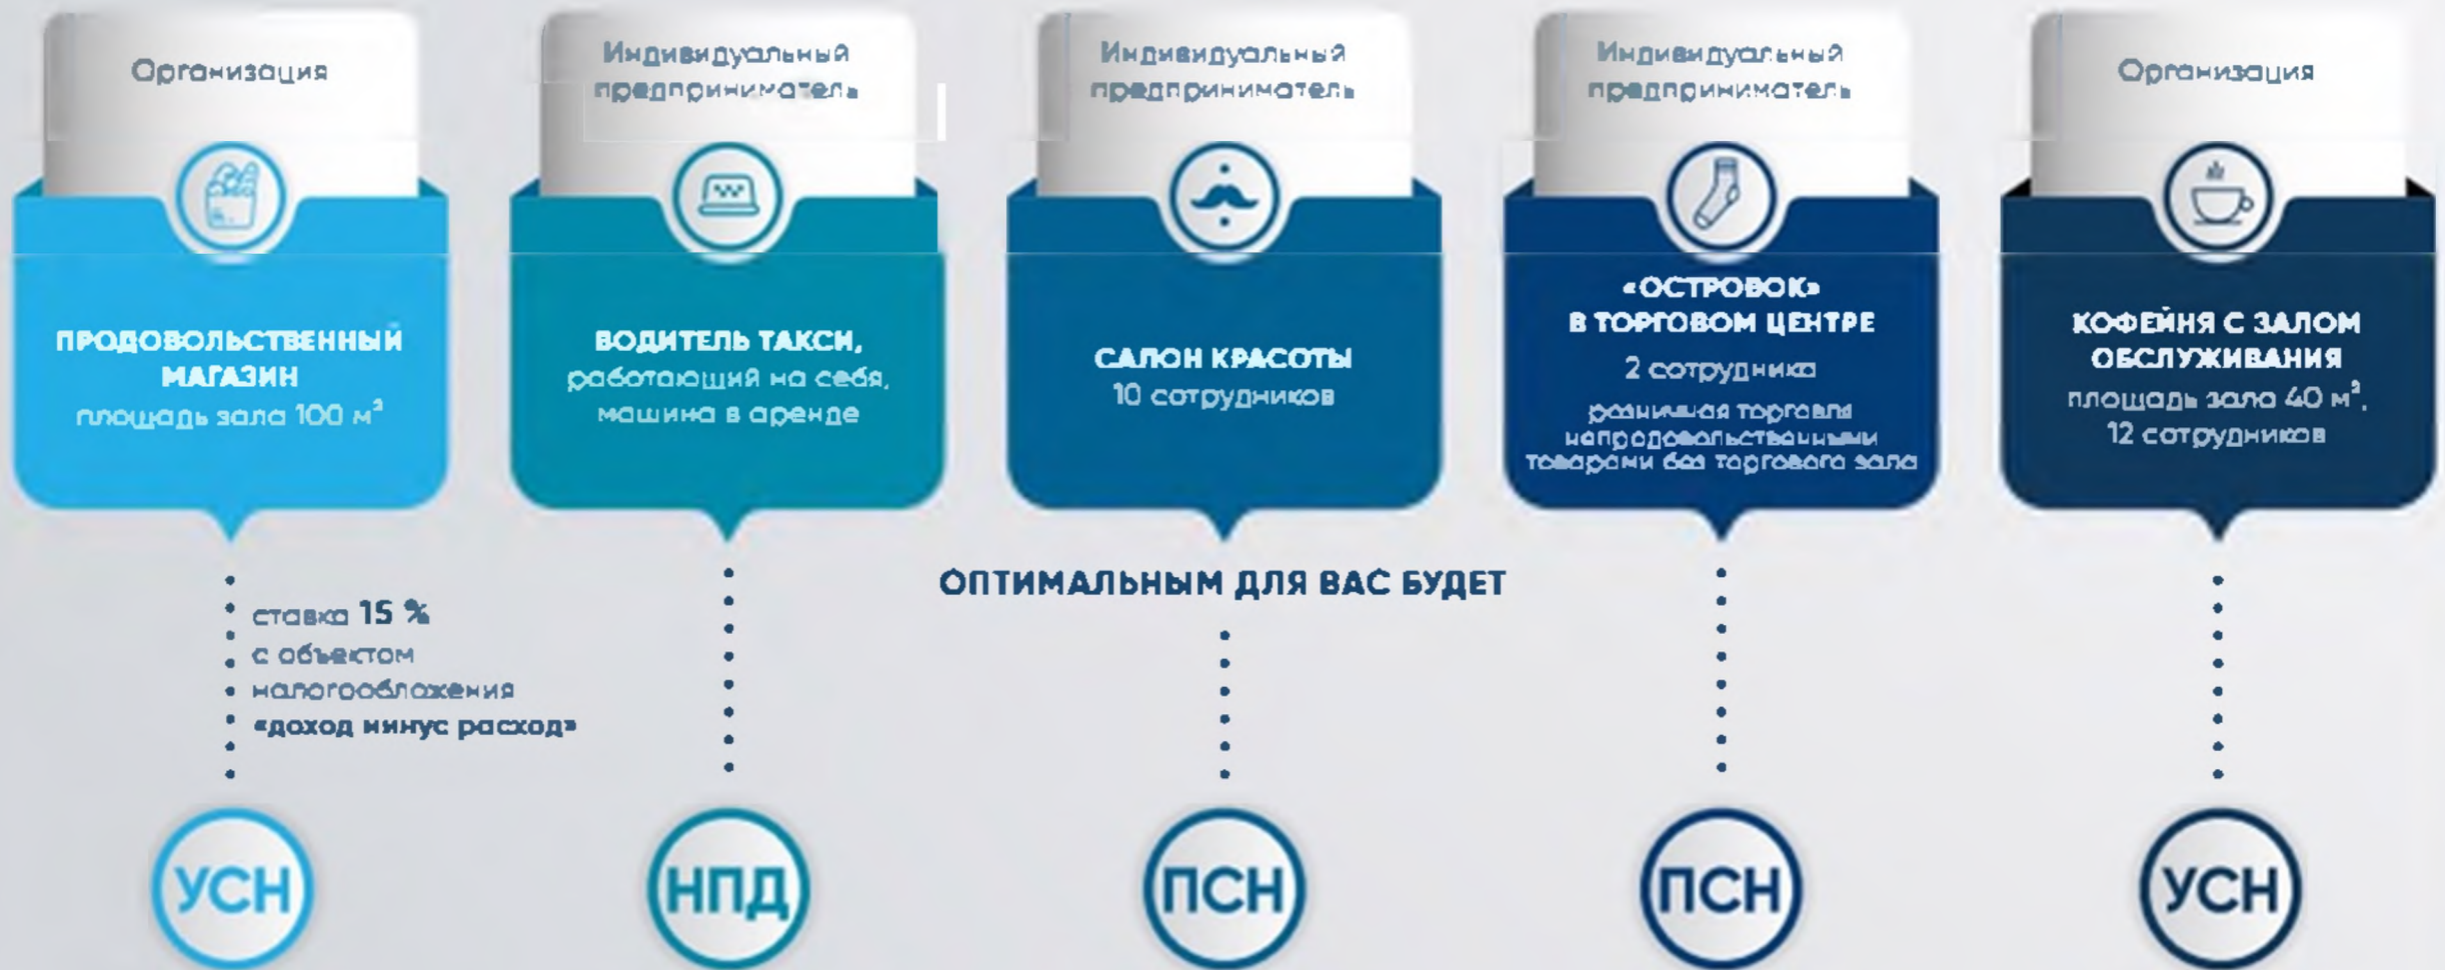 Организация
ПРОДОВОЛЬСТВЕННЫЙ
МАГАЗИН
площадь зала 100 м²
Индивидуальный
предприниматель
ВОДИТЕЛЬ ТАКСИ,
работающий на себя,
машина в аренде
Индивидуальный
предприниматель
САЛОН КРАСОТЫ
10 сотрудников
Индивидуальный
предприниматель
«ОСТРОВОК»
В ТОРГОВОМ ЦЕНТРЕ
2 сотрудника
розничная торговля
непродовольственными
товарами без торгового зала
Организация
КОФЕЙНЯ С ЗАЛОМ
ОБСЛУЖИВАНИЯ
площадь зала 40 м²,
12 сотрудников
ОПТИМАЛЬНЫМ ДЛЯ ВАС БУДЕТ
ставка 15 %
с объектом
налогообложения
«доход минус расход»
УСН
НПД
ПСН
ПСН
УСН